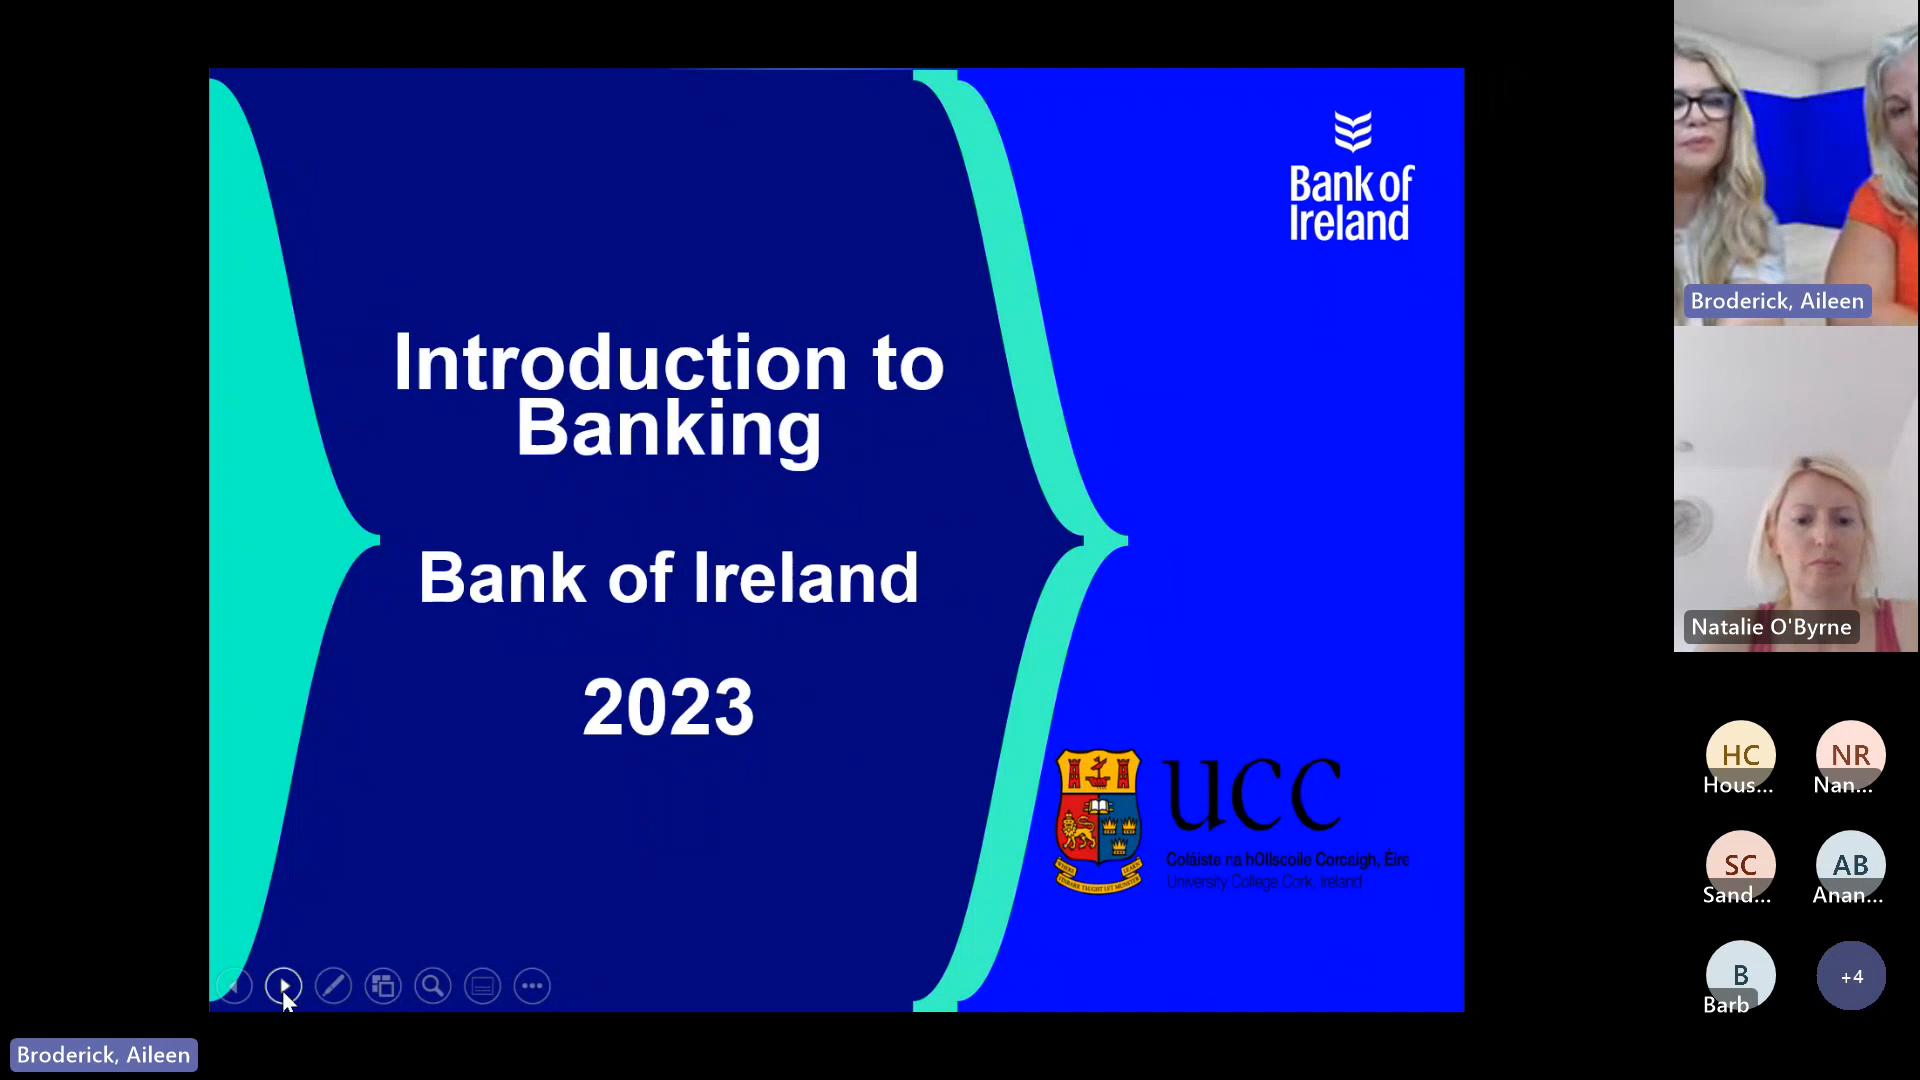 Introduction to
Banking
Bank of Ireland
2023
Bank of
Ireland
UCC
Coláiste na hOllscoile Corcaigh, Éire
University College Cork, Ireland
Broderick, Aileen
Natalie O'Byrne
HC
Hous...
NR
Nan...
SC
Sand...
AB
Anan...
B
Barb
+4
Broderick, Aileen